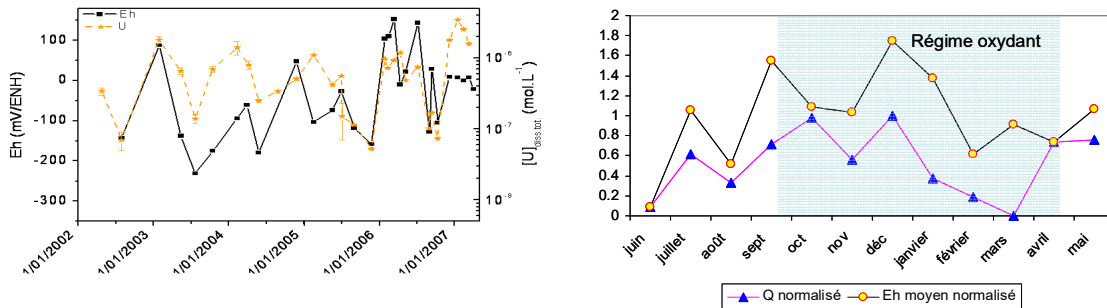 Eh
U
100
0
-100
-200
-300
Eh (mV/ENH)
10⁻⁶
10⁻⁷
10⁻⁸
[U]diss.tot. (mol.L⁻¹)
1/01/2002
1/01/2003
1/01/2004
1/01/2005
1/01/2006
1/01/2007
2
1.8
1.6
1.4
1.2
1
0.8
0.6
0.4
0.2
0
Régime oxydant
juin
juillet
août
sept
oct
nov
déc
janvier
février
mars
avril
mai
Q normalisé
Eh moyen normalisé